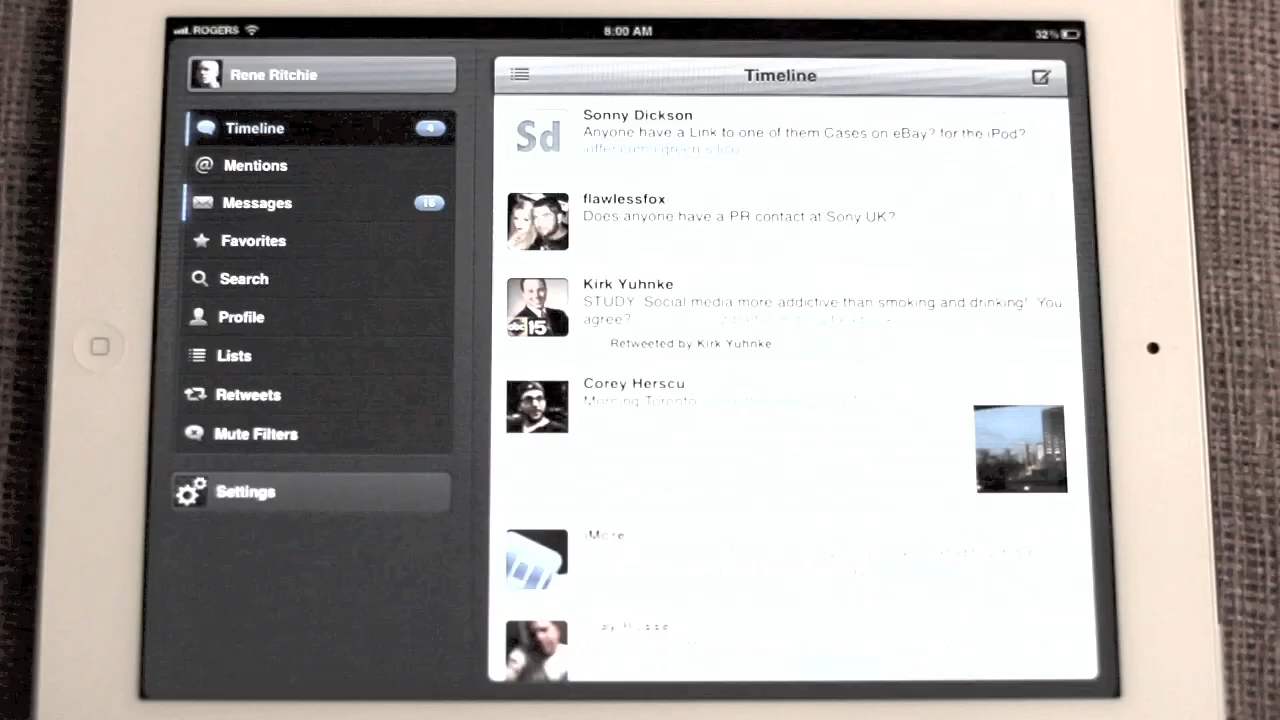 ROGERS
8:00 AM
32%
Rene Ritchie
Timeline 4
Mentions
Messages 16
Favorites
Search
Profile
Lists
Retweets
Mute Filters
Settings
Timeline
Sd
Sonny Dickson
Anyone have a Link to one of them Cases on eBay? for the iPod?
flawlessfox
Does anyone have a PR contact at Sony UK?
abc 15
Kirk Yuhnke
STUDY Social media more addictive than smoking and drinking! You
agree?
Retweeted by Kirk Yuhnke
Corey Herscu
Morning Toronto
iMore